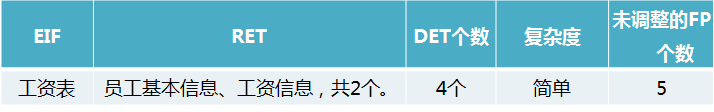 EIF RET DET个数 复杂度 未调整的FP
个数
工资表 员工基本信息、工资信息，共2个。 4个 简单 5